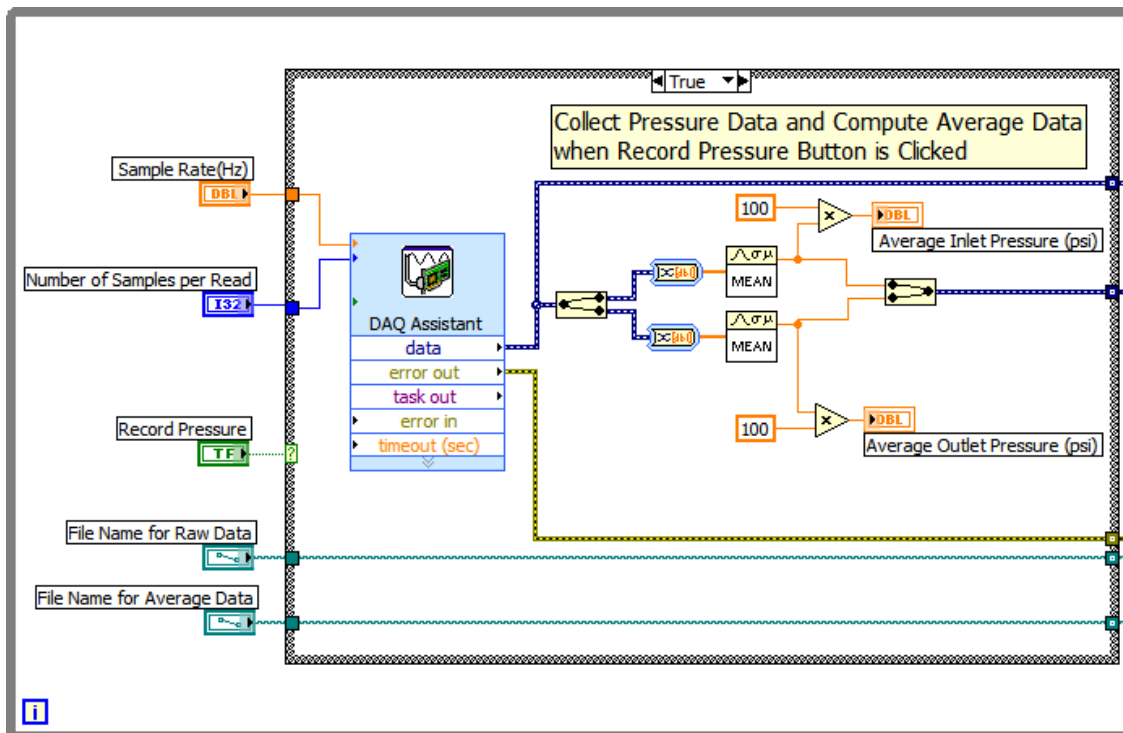 True
Collect Pressure Data and Compute Average Data
when Record Pressure Button is Clicked
Sample Rate(Hz)
DBL
100
×
DBL
Average Inlet Pressure (psi)
Number of Samples per Read
I32
DAQ Assistant
data
error out
task out
error in
timeout (sec)
σμ
MEAN
σμ
MEAN
100
×
DBL
Average Outlet Pressure (psi)
Record Pressure
TF
?
File Name for Raw Data
File Name for Average Data
i